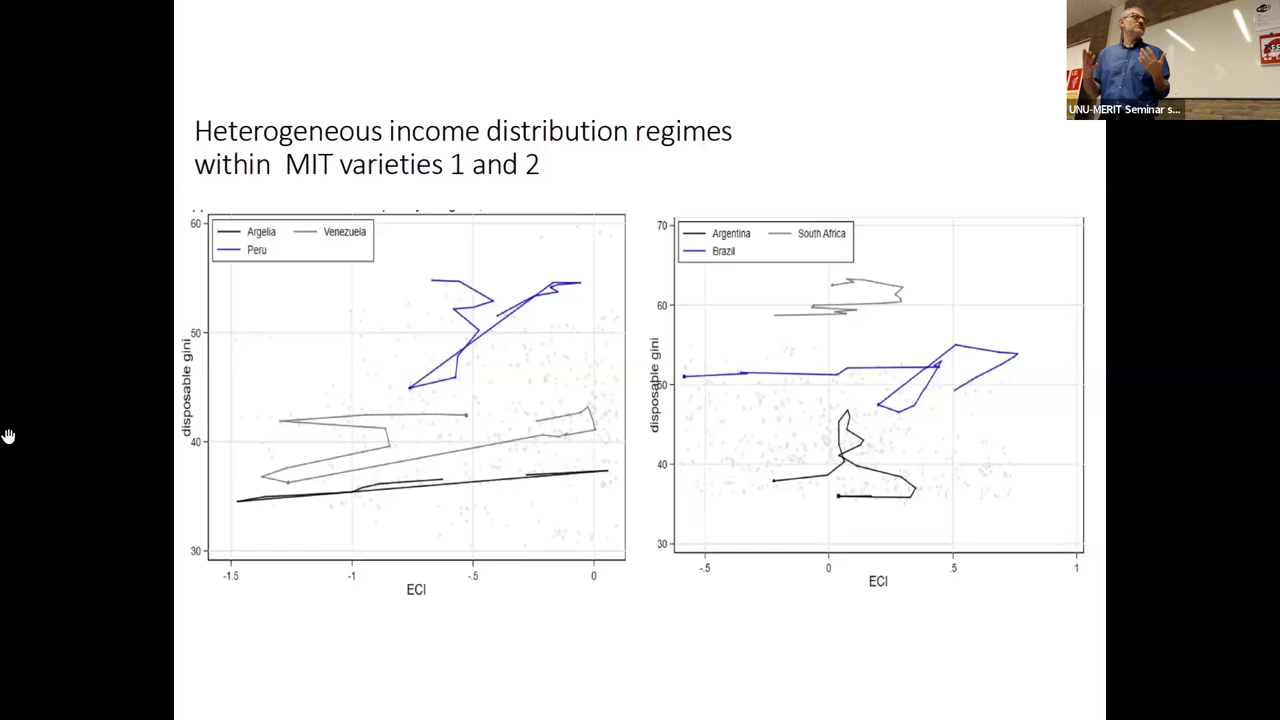 UNU-MERIT Seminar s...
Heterogeneous income distribution regimes
within MIT varieties 1 and 2
60
50
40
30
disposable gini
Argelia
Venezuela
Peru
-1.5
-1
-.5
0
ECI
70
60
50
40
30
disposable gini
Argentina
South Africa
Brazil
-.5
0
.5
1
ECI